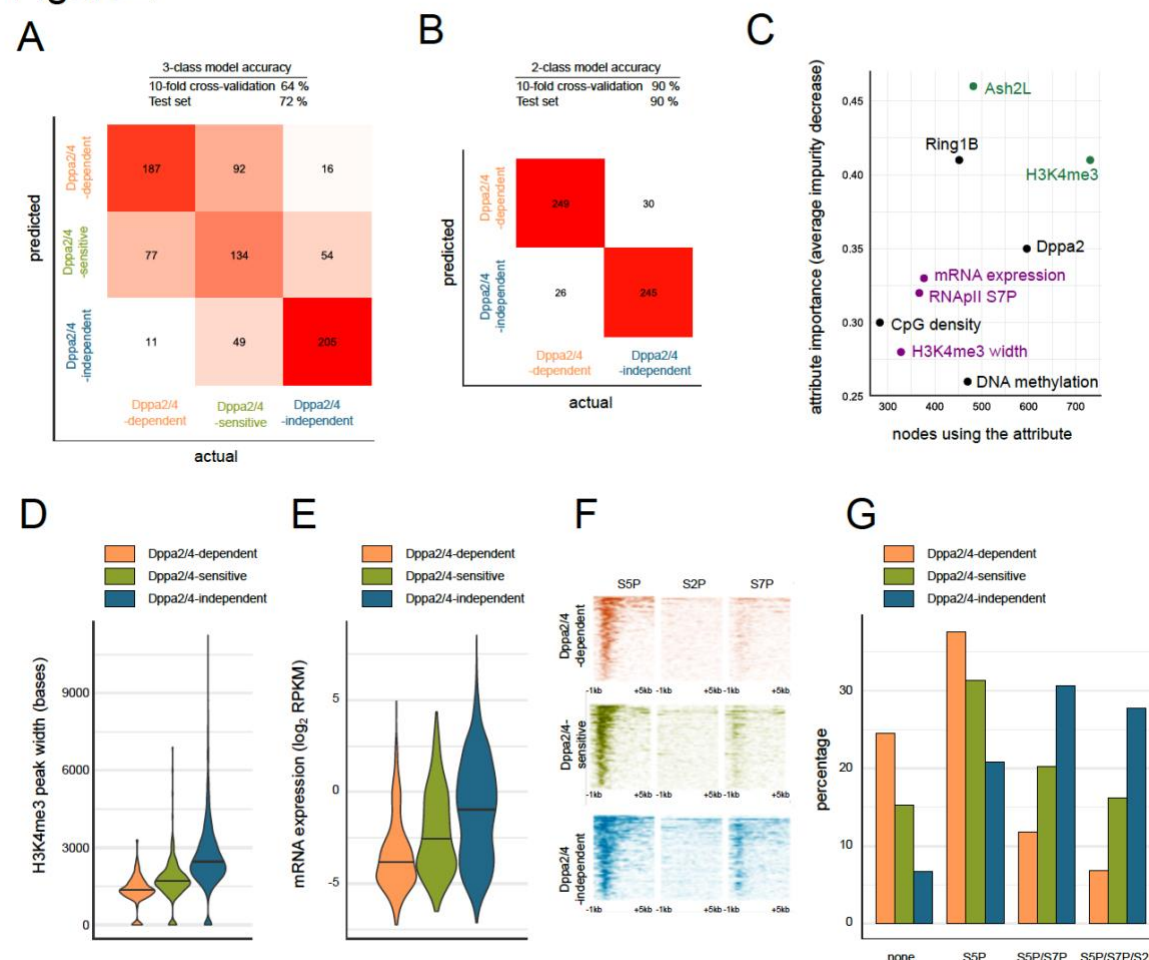 A
3-class model accuracy
10-fold cross-validation 64 %
Test set 72 %
predicted
Dppa2/4
-dependent
Dppa2/4
-sensitive
Dppa2/4
-independent
187 92 16
77 134 54
11 49 205
Dppa2/4
-dependent
Dppa2/4
-sensitive
Dppa2/4
-independent
actual
B
2-class model accuracy
10-fold cross-validation 90 %
Test set 90 %
predicted
Dppa2/4
-dependent
Dppa2/4
-independent
249 30
26 245
Dppa2/4
-dependent
Dppa2/4
-independent
actual
C
attribute importance (average impurity decrease)
0.45
0.40
0.35
0.30
0.25
Ash2L
Ring1B
H3K4me3
Dppa2
mRNA expression
RNApII S7P
CpG density
H3K4me3 width
DNA methylation
300 400 500 600 700
nodes using the attribute
D
Dppa2/4-dependent
Dppa2/4-sensitive
Dppa2/4-independent
H3K4me3 peak width (bases)
9000
6000
3000
0
E
Dppa2/4-dependent
Dppa2/4-sensitive
Dppa2/4-independent
mRNA expression (log2 RPKM)
5
0
-5
F
S5P S2P S7P
Dppa2/4
-dependent
-1kb +5kb -1kb +5kb -1kb +5kb
Dppa2/4-
sensitive
-1kb +5kb -1kb +5kb -1kb +5kb
Dppa2/4
-independent
-1kb +5kb -1kb +5kb -1kb +5kb
G
Dppa2/4-dependent
Dppa2/4-sensitive
Dppa2/4-independent
percentage
30
20
10
0
none S5P S5P/S7P S5P/S7P/S2